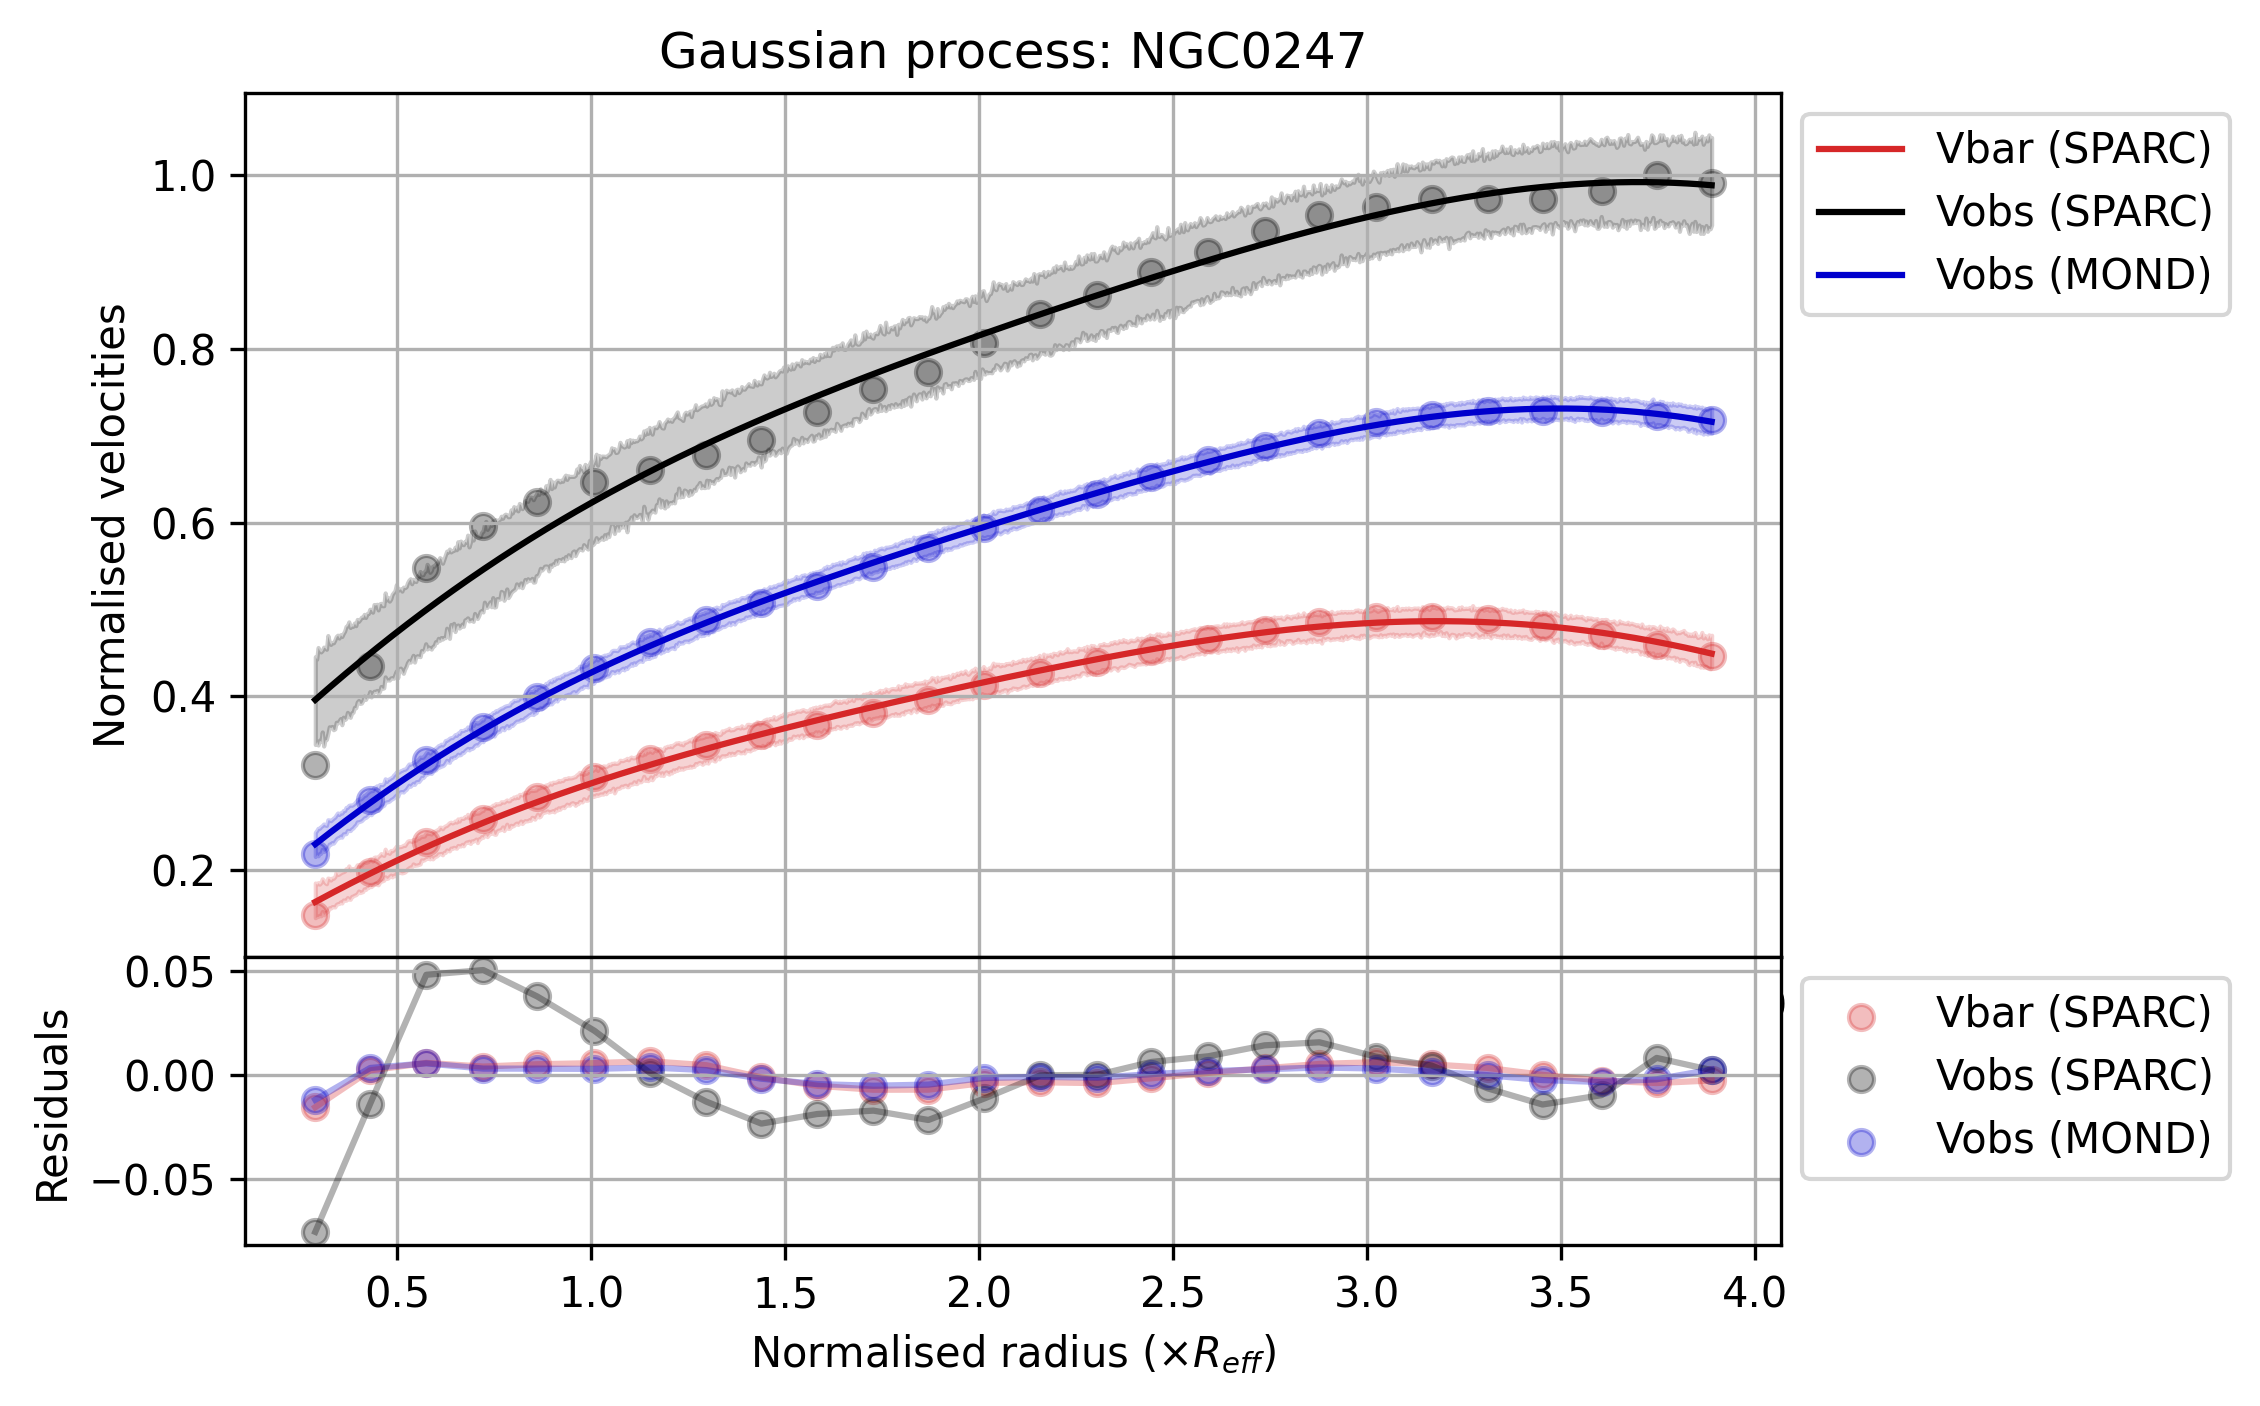 Gaussian process: NGC0247
Normalised velocities
1.0
0.8
0.6
0.4
0.2
Vbar (SPARC)
Vobs (SPARC)
Vobs (MOND)
Residuals
0.05
0.00
−0.05
Vbar (SPARC)
Vobs (SPARC)
Vobs (MOND)
0.5 1.0 1.5 2.0 2.5 3.0 3.5 4.0
Normalised radius (×R_eff)